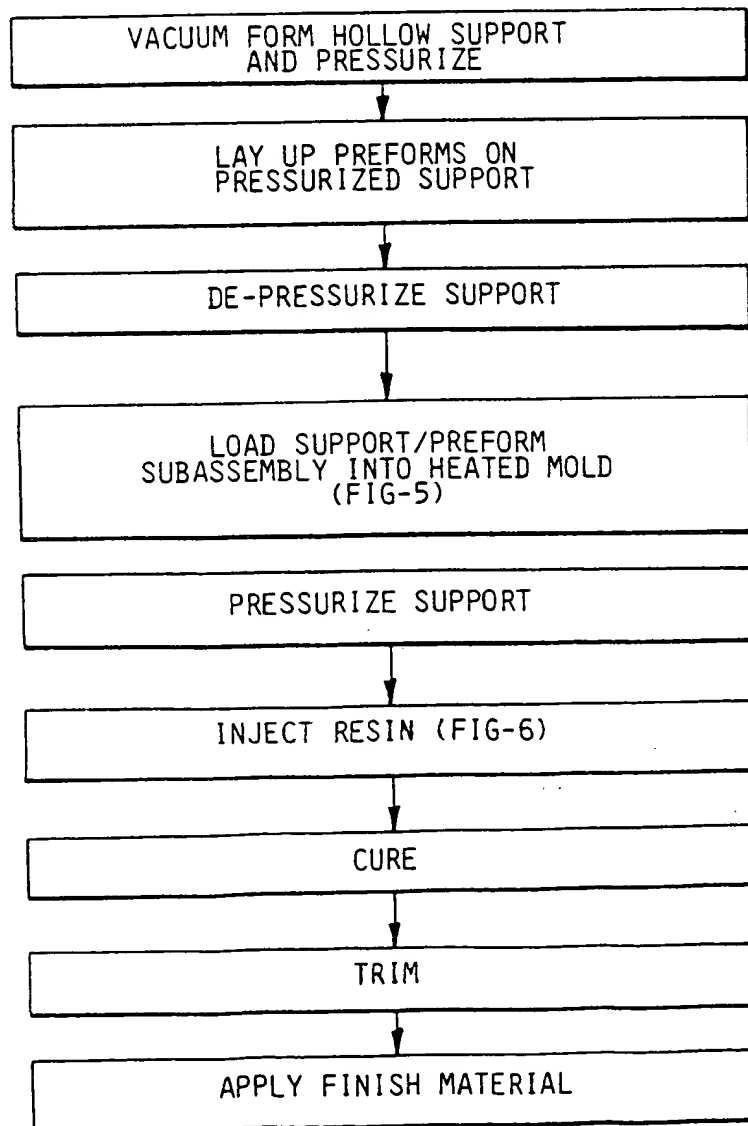 VACUUM FORM HOLLOW SUPPORT
AND PRESSURIZE
LAY UP PREFORMS ON
PRESSURIZED SUPPORT
DE-PRESSURIZE SUPPORT
LOAD SUPPORT/PREFORM
SUBASSEMBLY INTO HEATED MOLD
(FIG-5)
PRESSURIZE SUPPORT
INJECT RESIN (FIG-6)
CURE
TRIM
APPLY FINISH MATERIAL